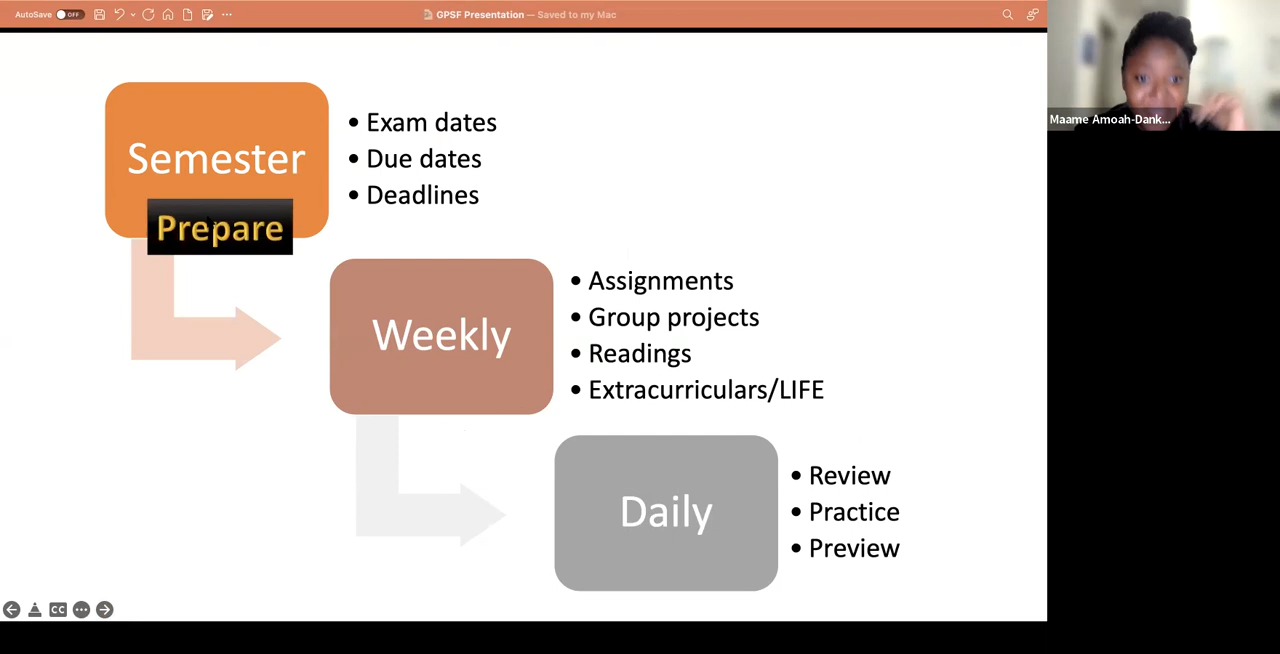 AutoSave OFF
GPSF Presentation — Saved to my Mac
Maame Amoah-Dank...
Semester
Prepare
• Exam dates
• Due dates
• Deadlines
Weekly
• Assignments
• Group projects
• Readings
• Extracurriculars/LIFE
Daily
• Review
• Practice
• Preview
CC